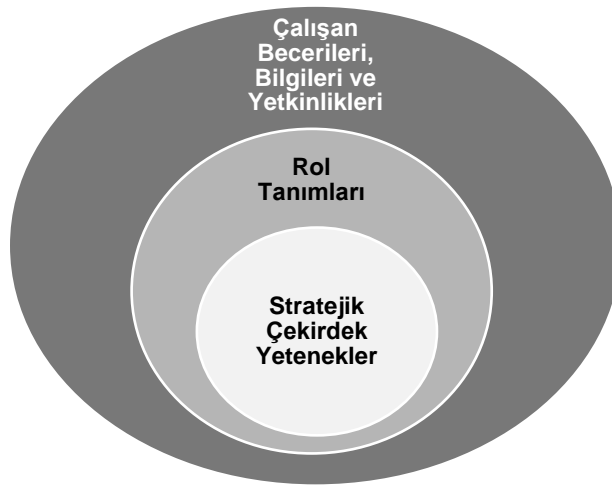 Çalışan
Becerileri,
Bilgileri ve
Yetkinlikleri
Rol
Tanımları
Stratejik
Çekirdek
Yetenekler